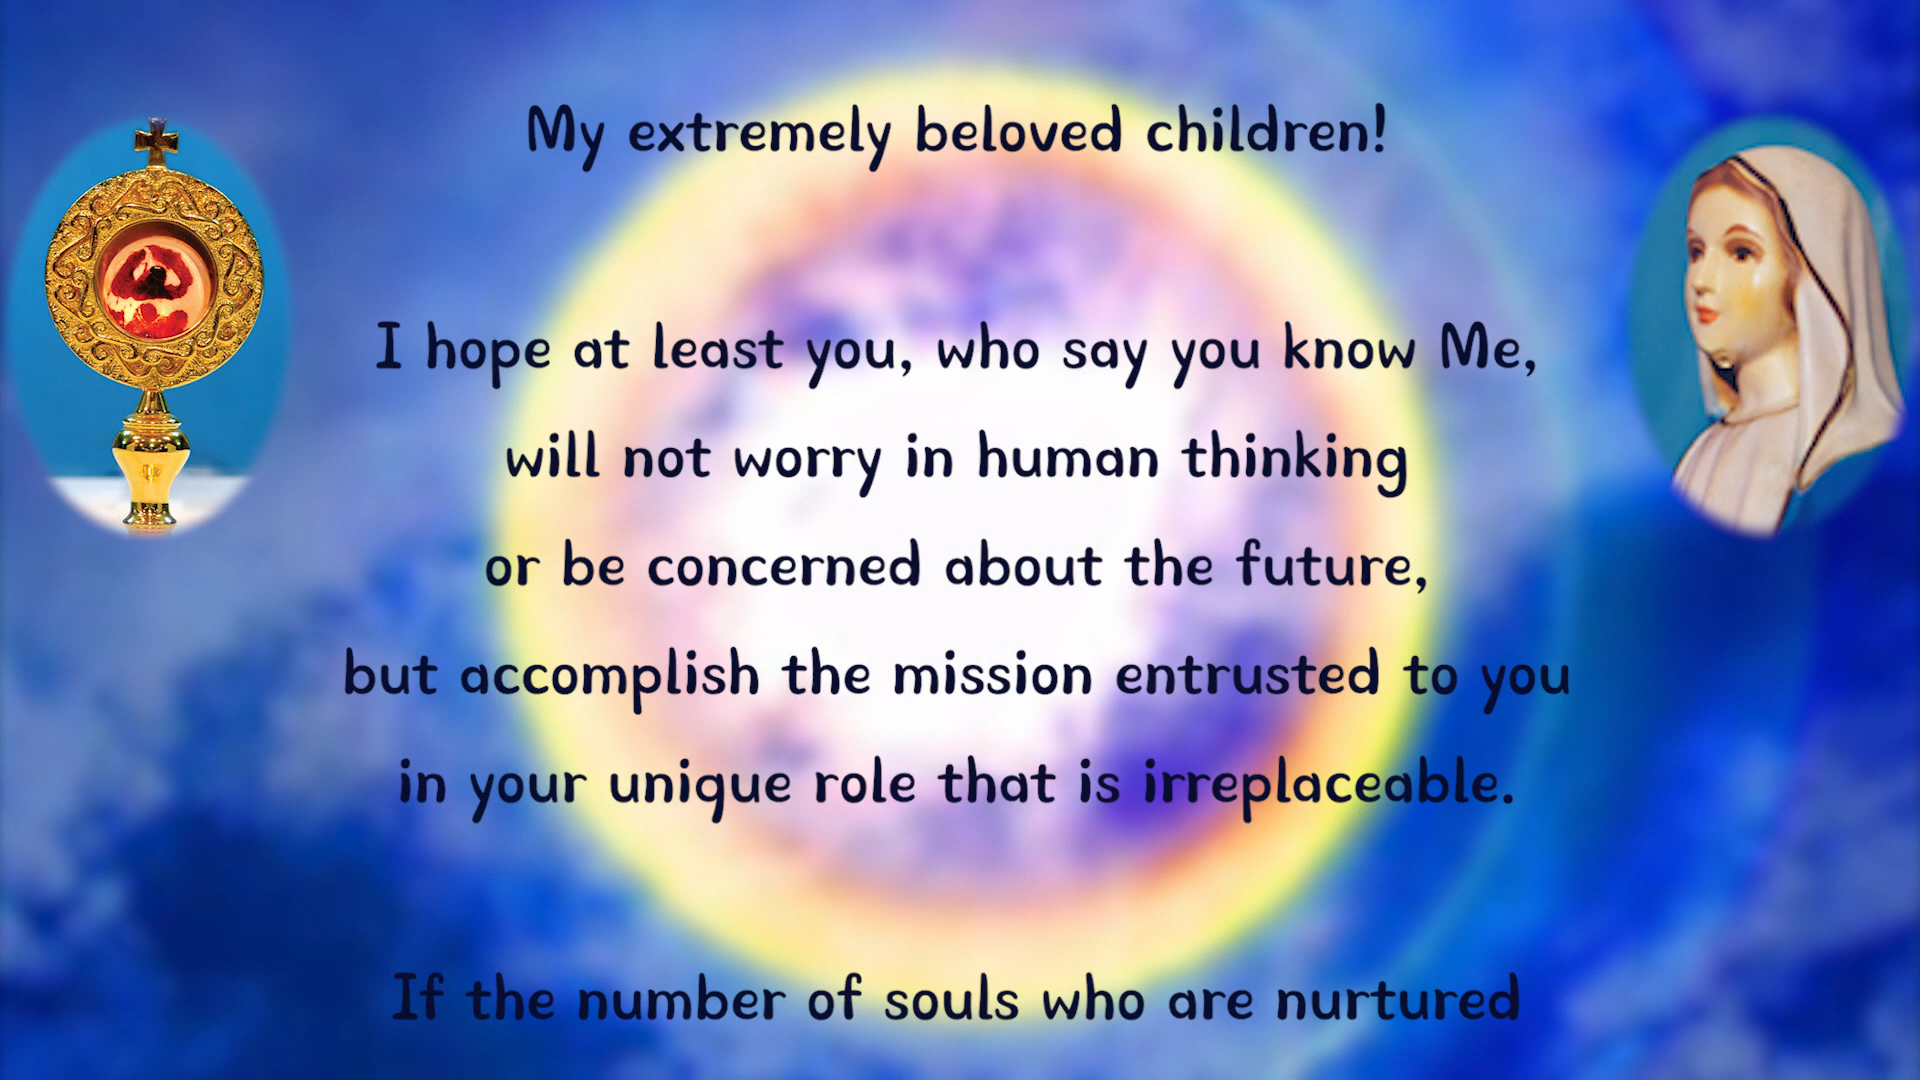 My extremely beloved children!
I hope at least you, who say you know Me,
will not worry in human thinking
or be concerned about the future,
but accomplish the mission entrusted to you
in your unique role that is irreplaceable.
If the number of souls who are nurtured